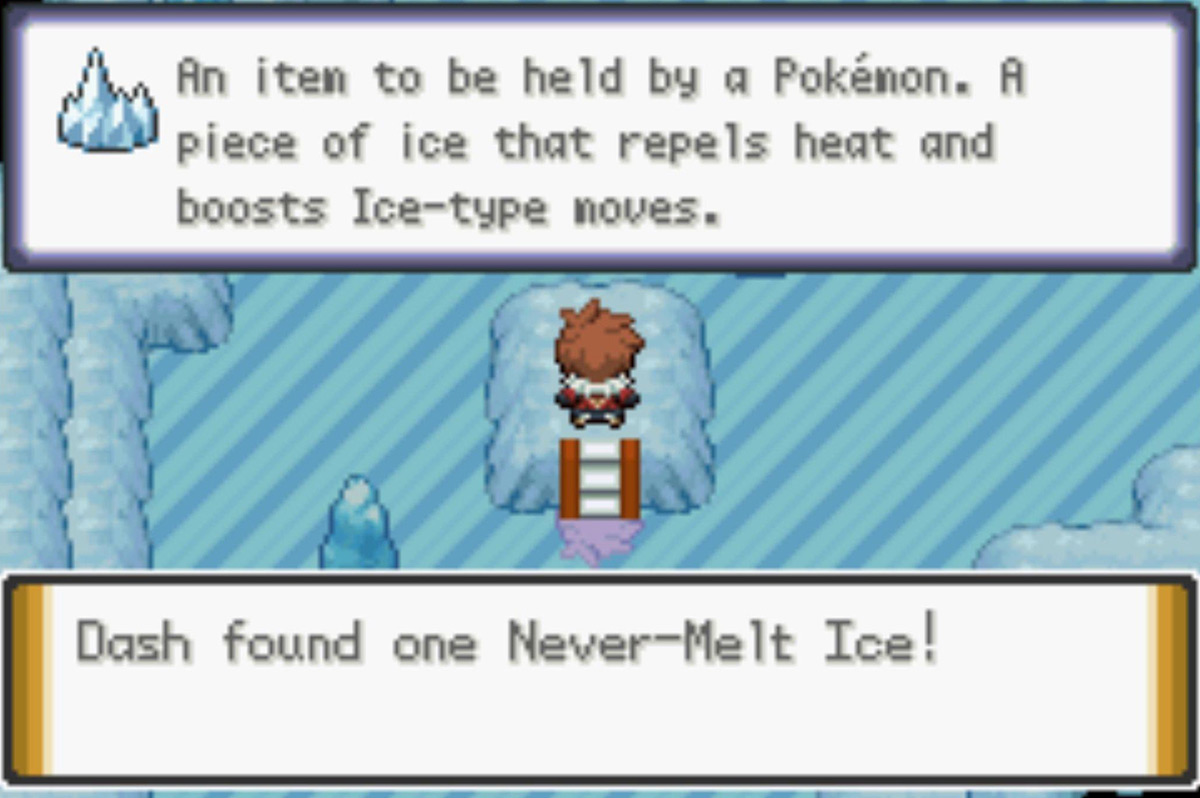 An item to be held by a Pokémon. A
piece of ice that repels heat and
boosts Ice-type moves.
Dash found one Never-Melt Ice!